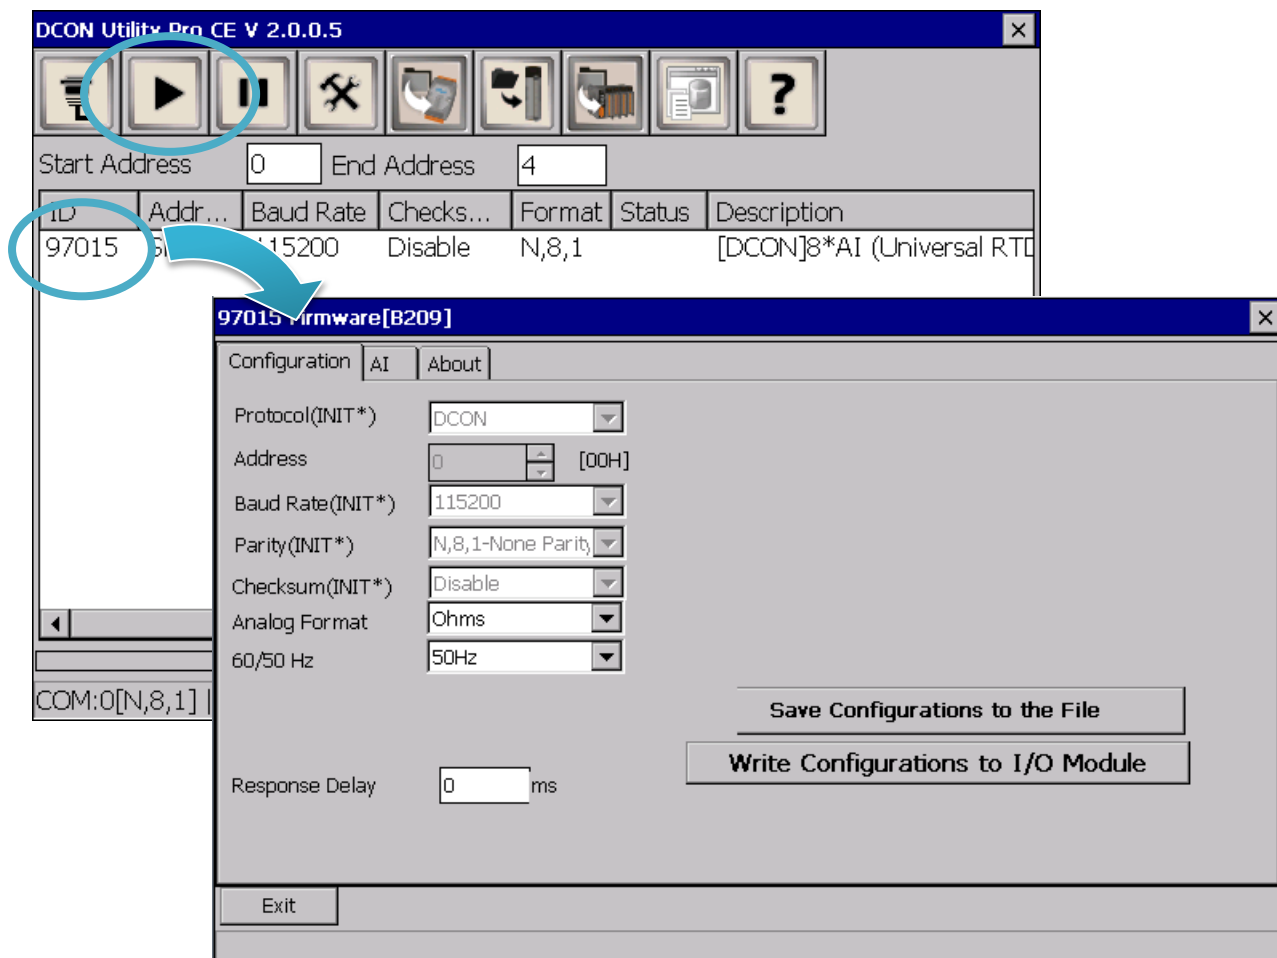 DCON Utility Pro CE V 2.0.0.5
?
Start Address 0 End Address 4
ID Addr... Baud Rate Checks... Format Status Description
97015 115200 Disable N,8,1 [DCON]8*AI (Universal RTD
97015 Firmware[B209]
Configuration AI About
Protocol(INIT*) DCON
Address 0 [00H]
Baud Rate(INIT*) 115200
Parity(INIT*) N,8,1-None Parity
Checksum(INIT*) Disable
Analog Format Ohms
60/50 Hz 50Hz
COM:0[N,8,1] |
Save Configurations to the File
Write Configurations to I/O Module
Response Delay 0 ms
Exit